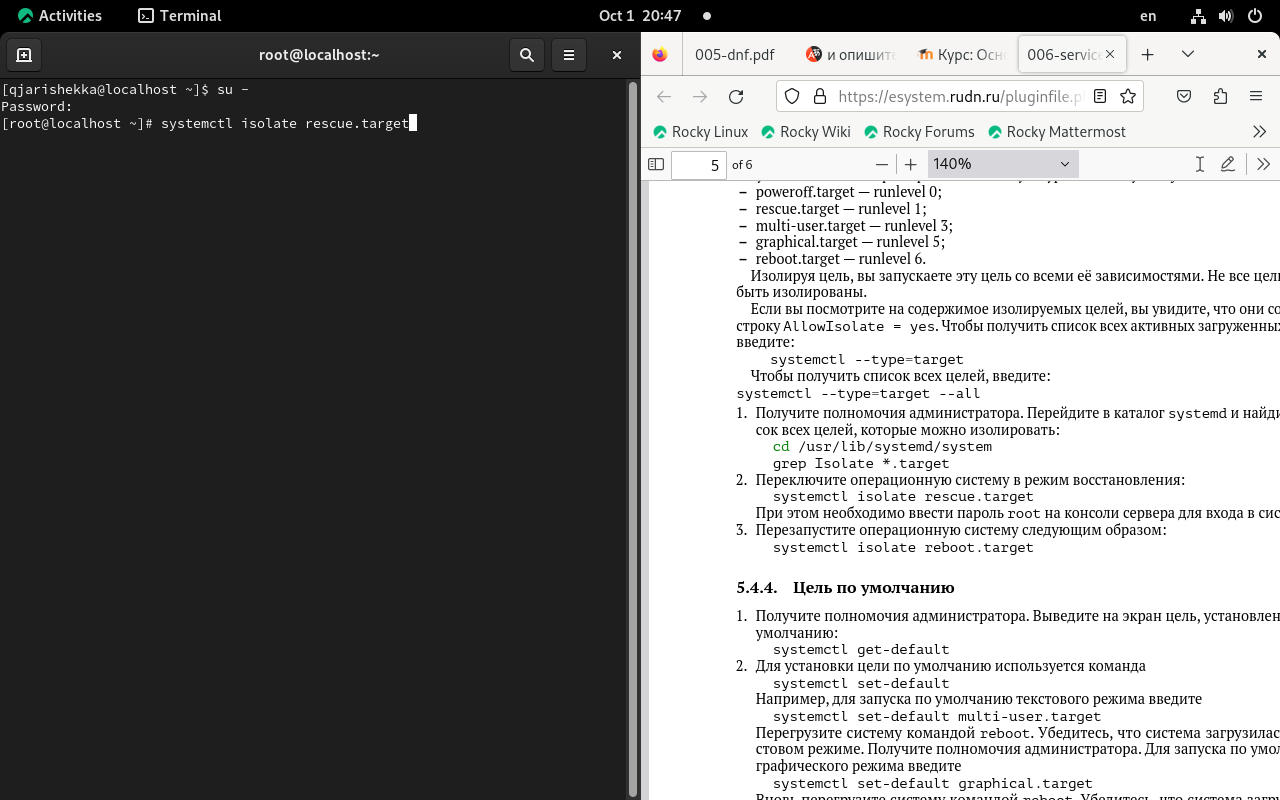 Activities
Terminal
Oct 1 20:47
en
root@localhost:~
[qjarishekka@localhost ~]$ su -
Password:
[root@localhost ~]# systemctl isolate rescue.target
005-dnf.pdf
и опишите
Курс: Осн
006-service
https://esystem.rudn.ru/pluginfile.p
Rocky Linux
Rocky Wiki
Rocky Forums
Rocky Mattermost
5 of 6
140%
– poweroff.target — runlevel 0;
– rescue.target — runlevel 1;
– multi-user.target — runlevel 3;
– graphical.target — runlevel 5;
– reboot.target — runlevel 6.
Изолируя цель, вы запускаете эту цель со всеми её зависимостями. Не все цели
быть изолированы.
Если вы посмотрите на содержимое изолируемых целей, вы увидите, что они со
строку AllowIsolate = yes. Чтобы получить список всех активных загруженных
введите:
systemctl --type=target
Чтобы получить список всех целей, введите:
systemctl --type=target --all
1. Получите полномочия администратора. Перейдите в каталог systemd и найди
сок всех целей, которые можно изолировать:
cd /usr/lib/systemd/system
grep Isolate *.target
2. Переключите операционную систему в режим восстановления:
systemctl isolate rescue.target
При этом необходимо ввести пароль root на консоли сервера для входа в сис
3. Перезапустите операционную систему следующим образом:
systemctl isolate reboot.target
5.4.4. Цель по умолчанию
1. Получите полномочия администратора. Выведите на экран цель, установлен
умолчанию:
systemctl get-default
2. Для установки цели по умолчанию используется команда
systemctl set-default
Например, для запуска по умолчанию текстового режима введите
systemctl set-default multi-user.target
Перегрузите систему командой reboot. Убедитесь, что система загрузилас
стовом режиме. Получите полномочия администратора. Для запуска по умол
графического режима введите
systemctl set-default graphical.target
Вновь перегрузите систему командой reboot. Убедитесь, что система загру